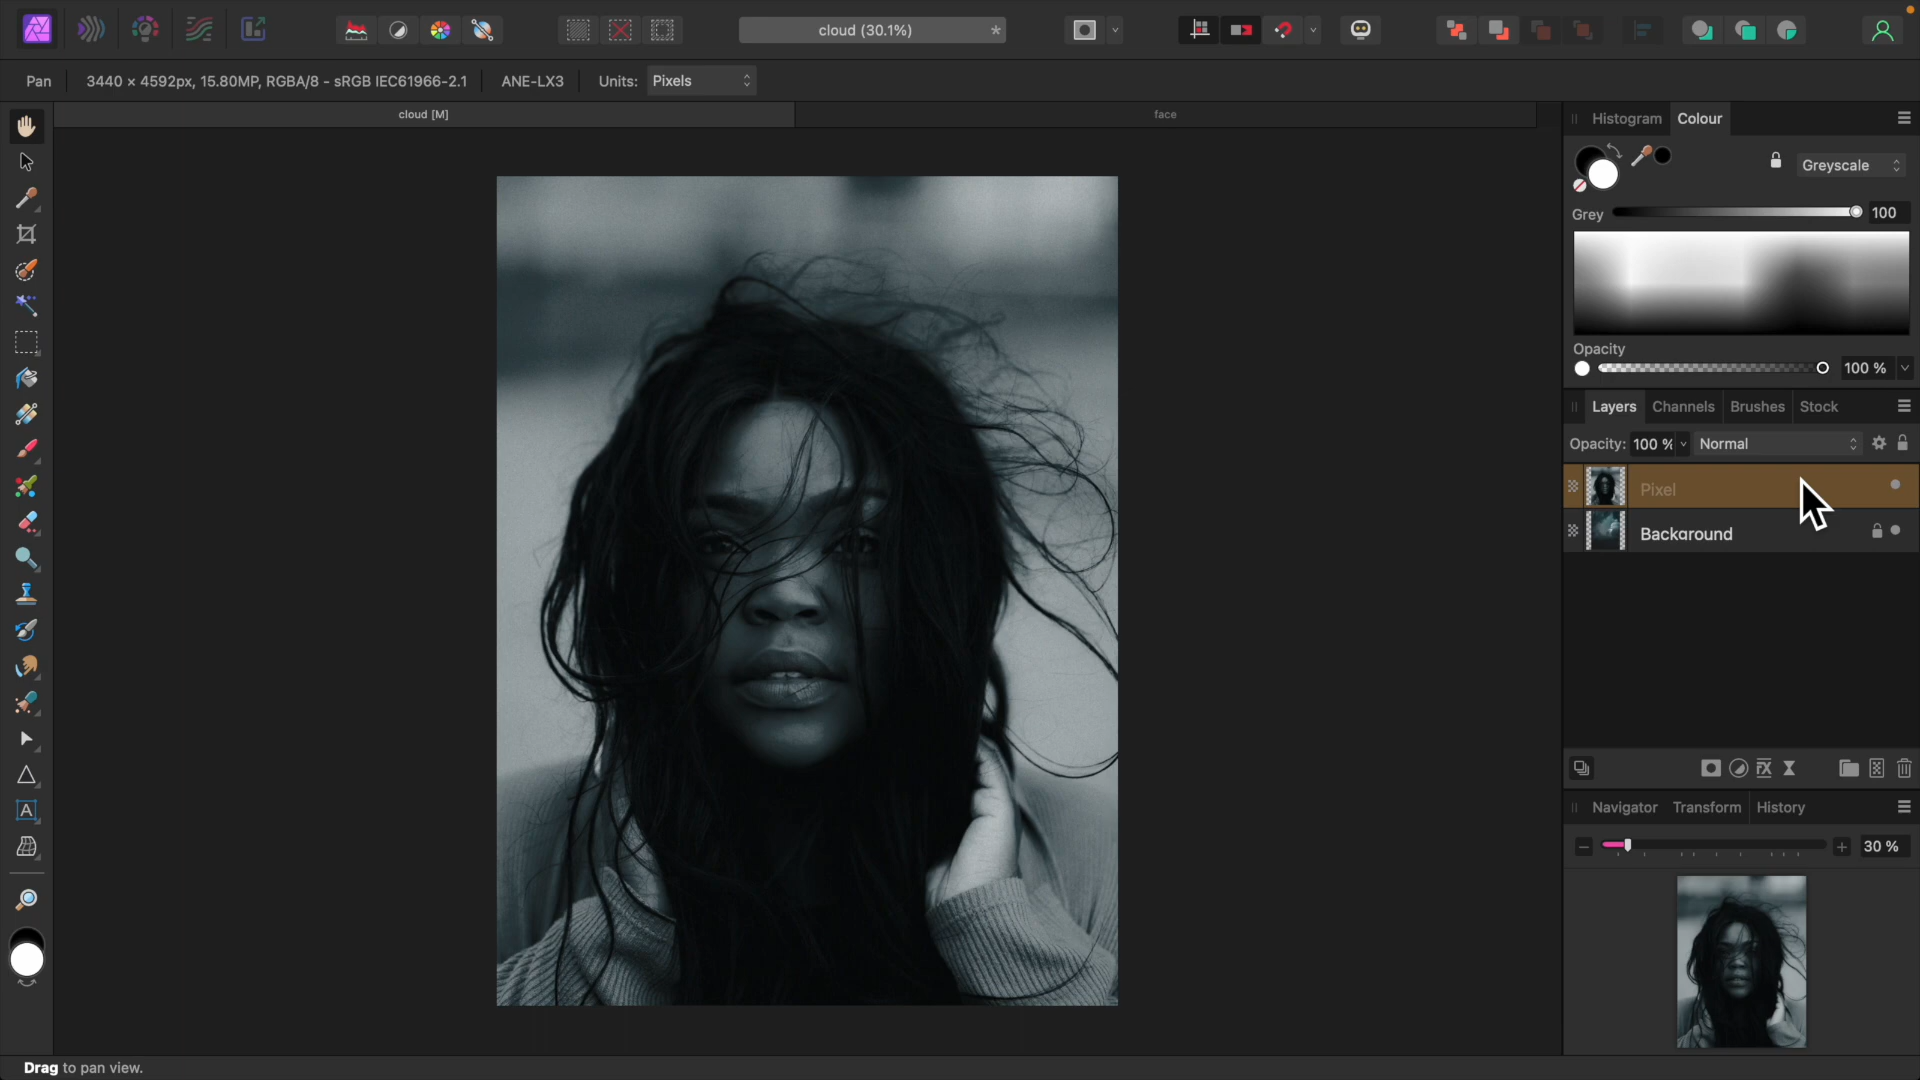 cloud (30.1%)
*
Pan
3440 × 4592px, 15.80MP, RGBA/8 - sRGB IEC61966-2.1
ANE-LX3
Units:
Pixels
cloud [M]
face
Histogram
Colour
Greyscale
Grey
100
Opacity
100 %
Layers
Channels
Brushes
Stock
Opacity:
100 %
Normal
Pixel
Background
Navigator
Transform
History
30 %
Drag to pan view.